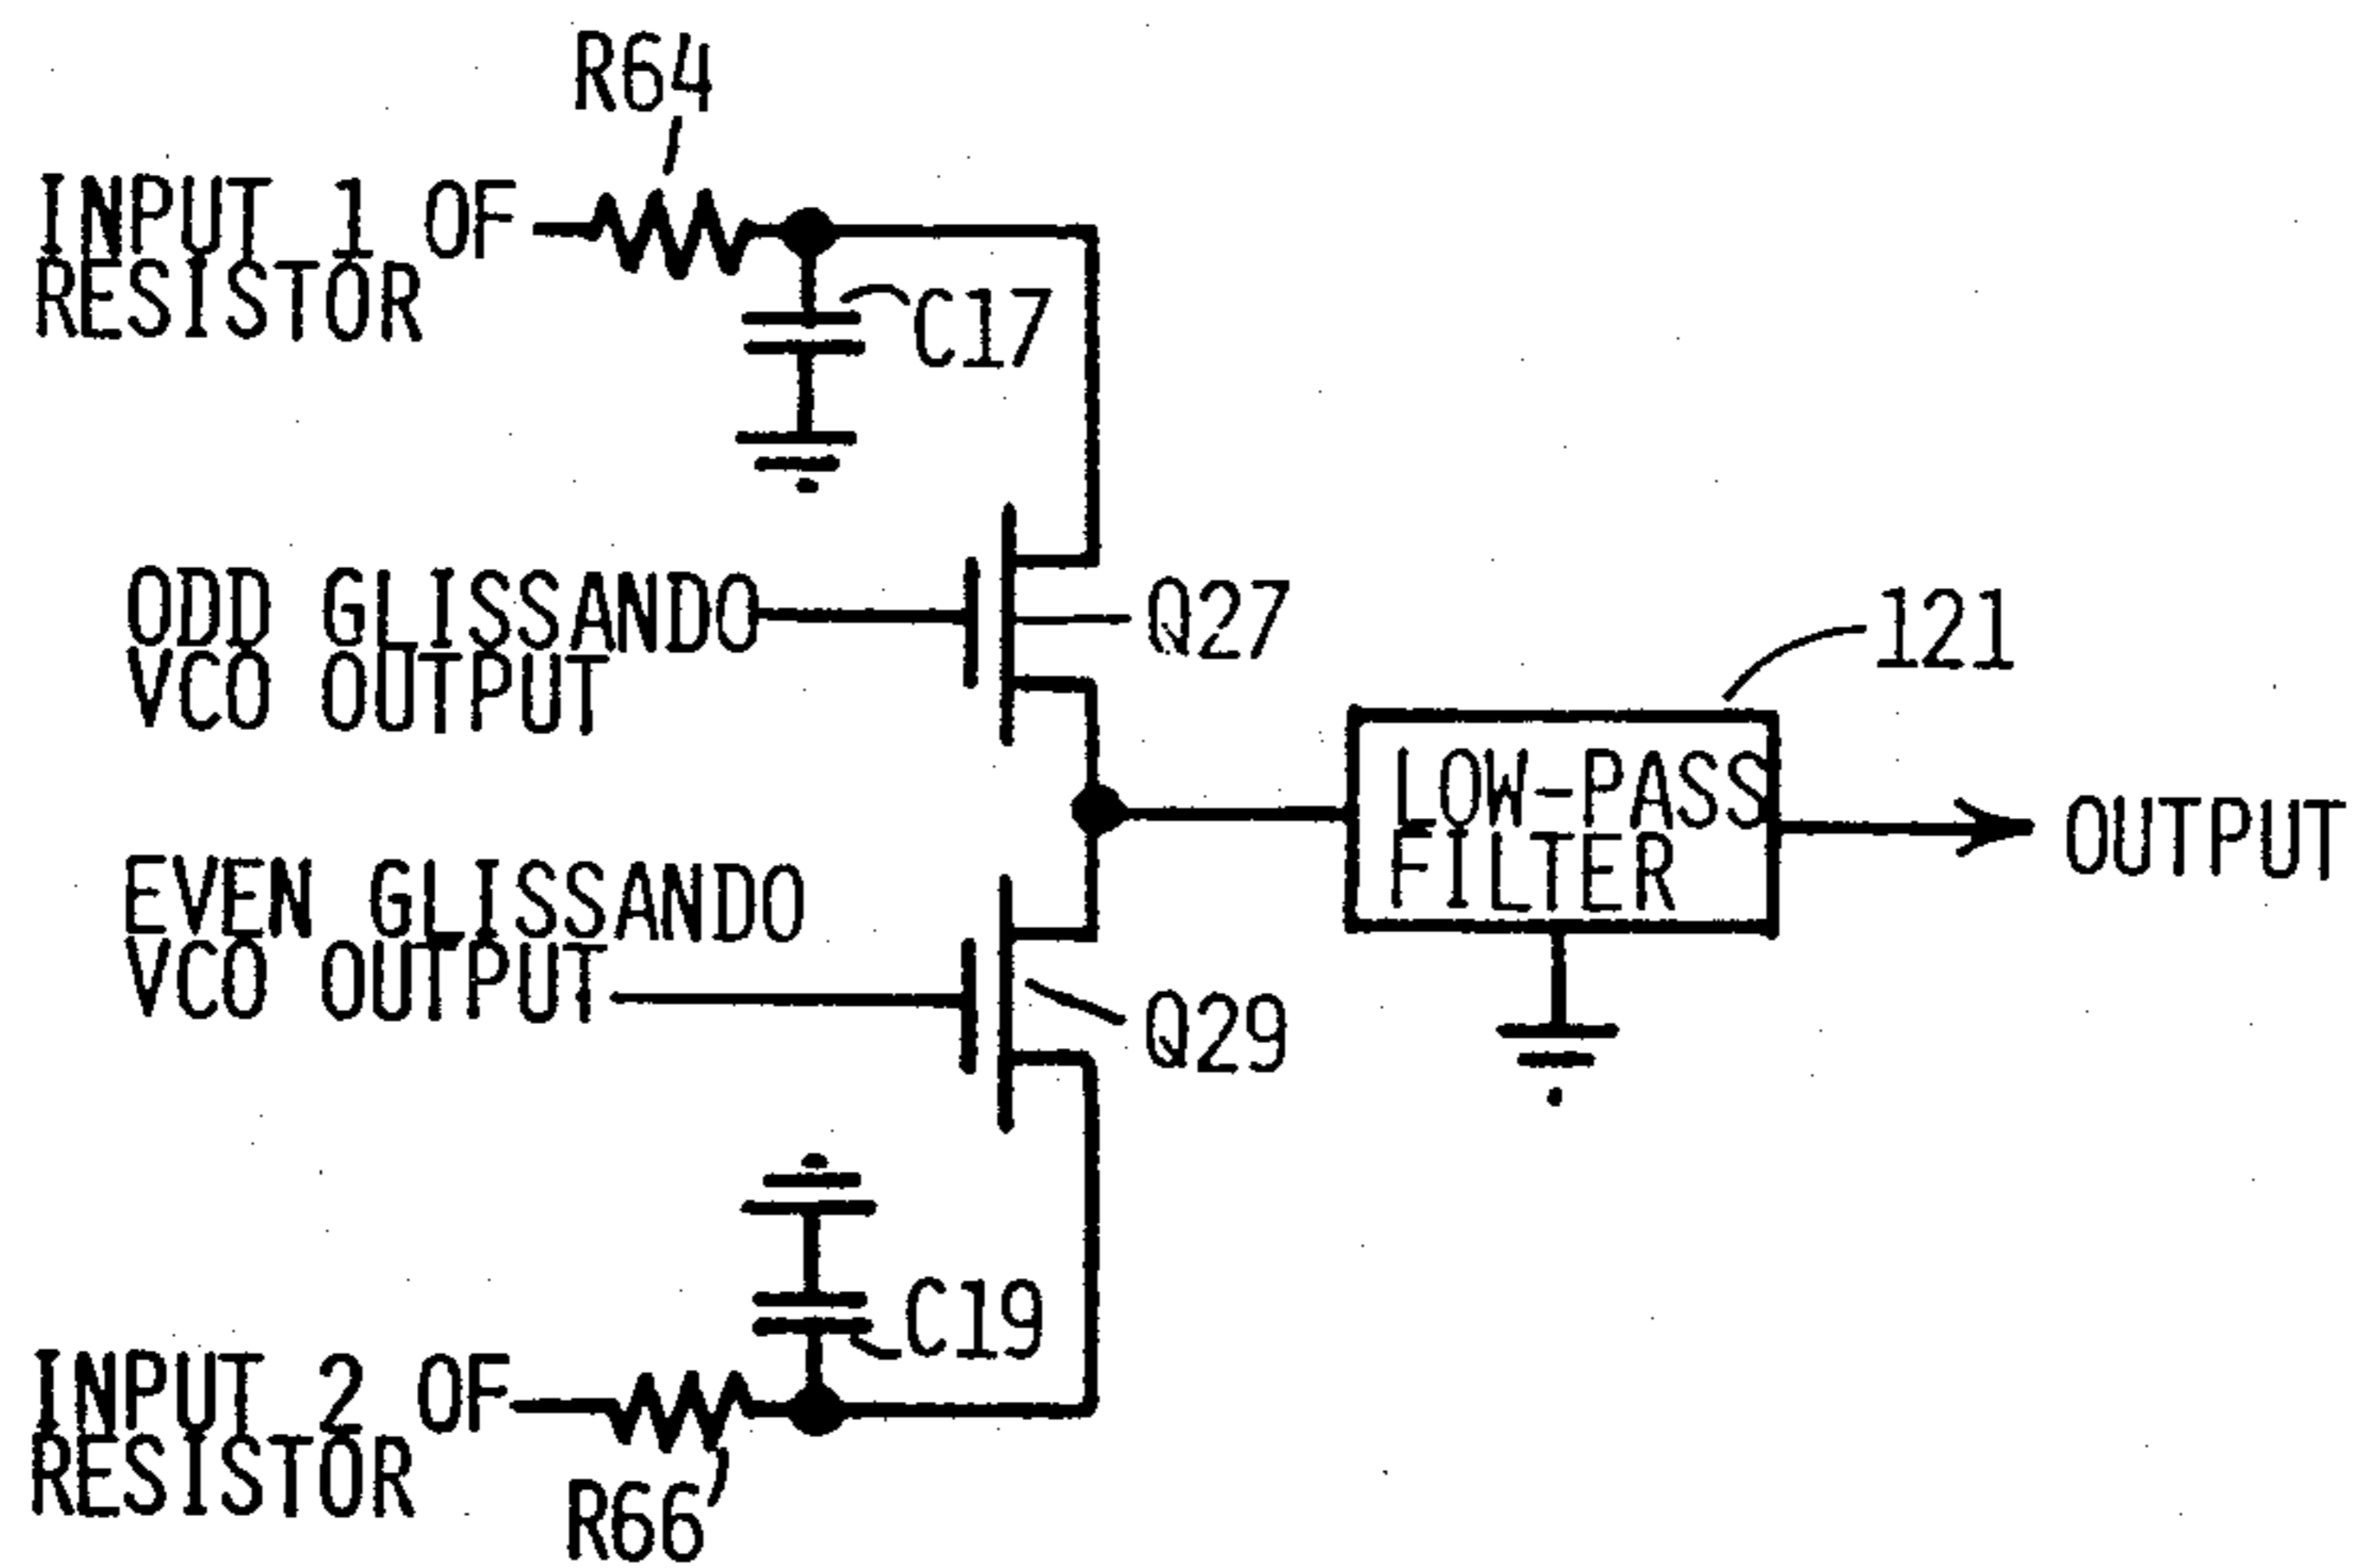 R64
INPUT 1 OF
RESISTOR
C17
ODD GLISSANDO
VCO OUTPUT
Q27
121
LOW-PASS
FILTER
OUTPUT
EVEN GLISSANDO
VCO OUTPUT
Q29
C19
INPUT 2 OF
RESISTOR
R66